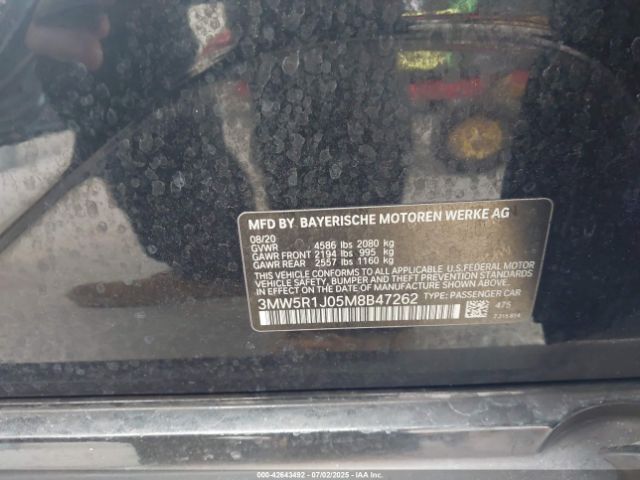 MFD BY BAYERISCHE MOTOREN WERKE AG
08/20
GVWR 4586 lbs 2080 kg
GAWR FRONT 2194 lbs 995 kg
GAWR REAR 2557 lbs 1160 kg
THIS VEHICLE CONFORMS TO ALL APPLICABLE U.S.FEDERAL MOTOR
VEHICLE SAFETY, BUMPER AND THEFT PREVENTION STANDARDS
IN EFFECT ON THE DATE OF MANUFACTURE SHOWN ABOVE.
3MW5R1J05M8B47262 TYPE: PASSENGER CAR
475
000-42643492 - 07/02/2025 - IAAI Inc. - Copyright